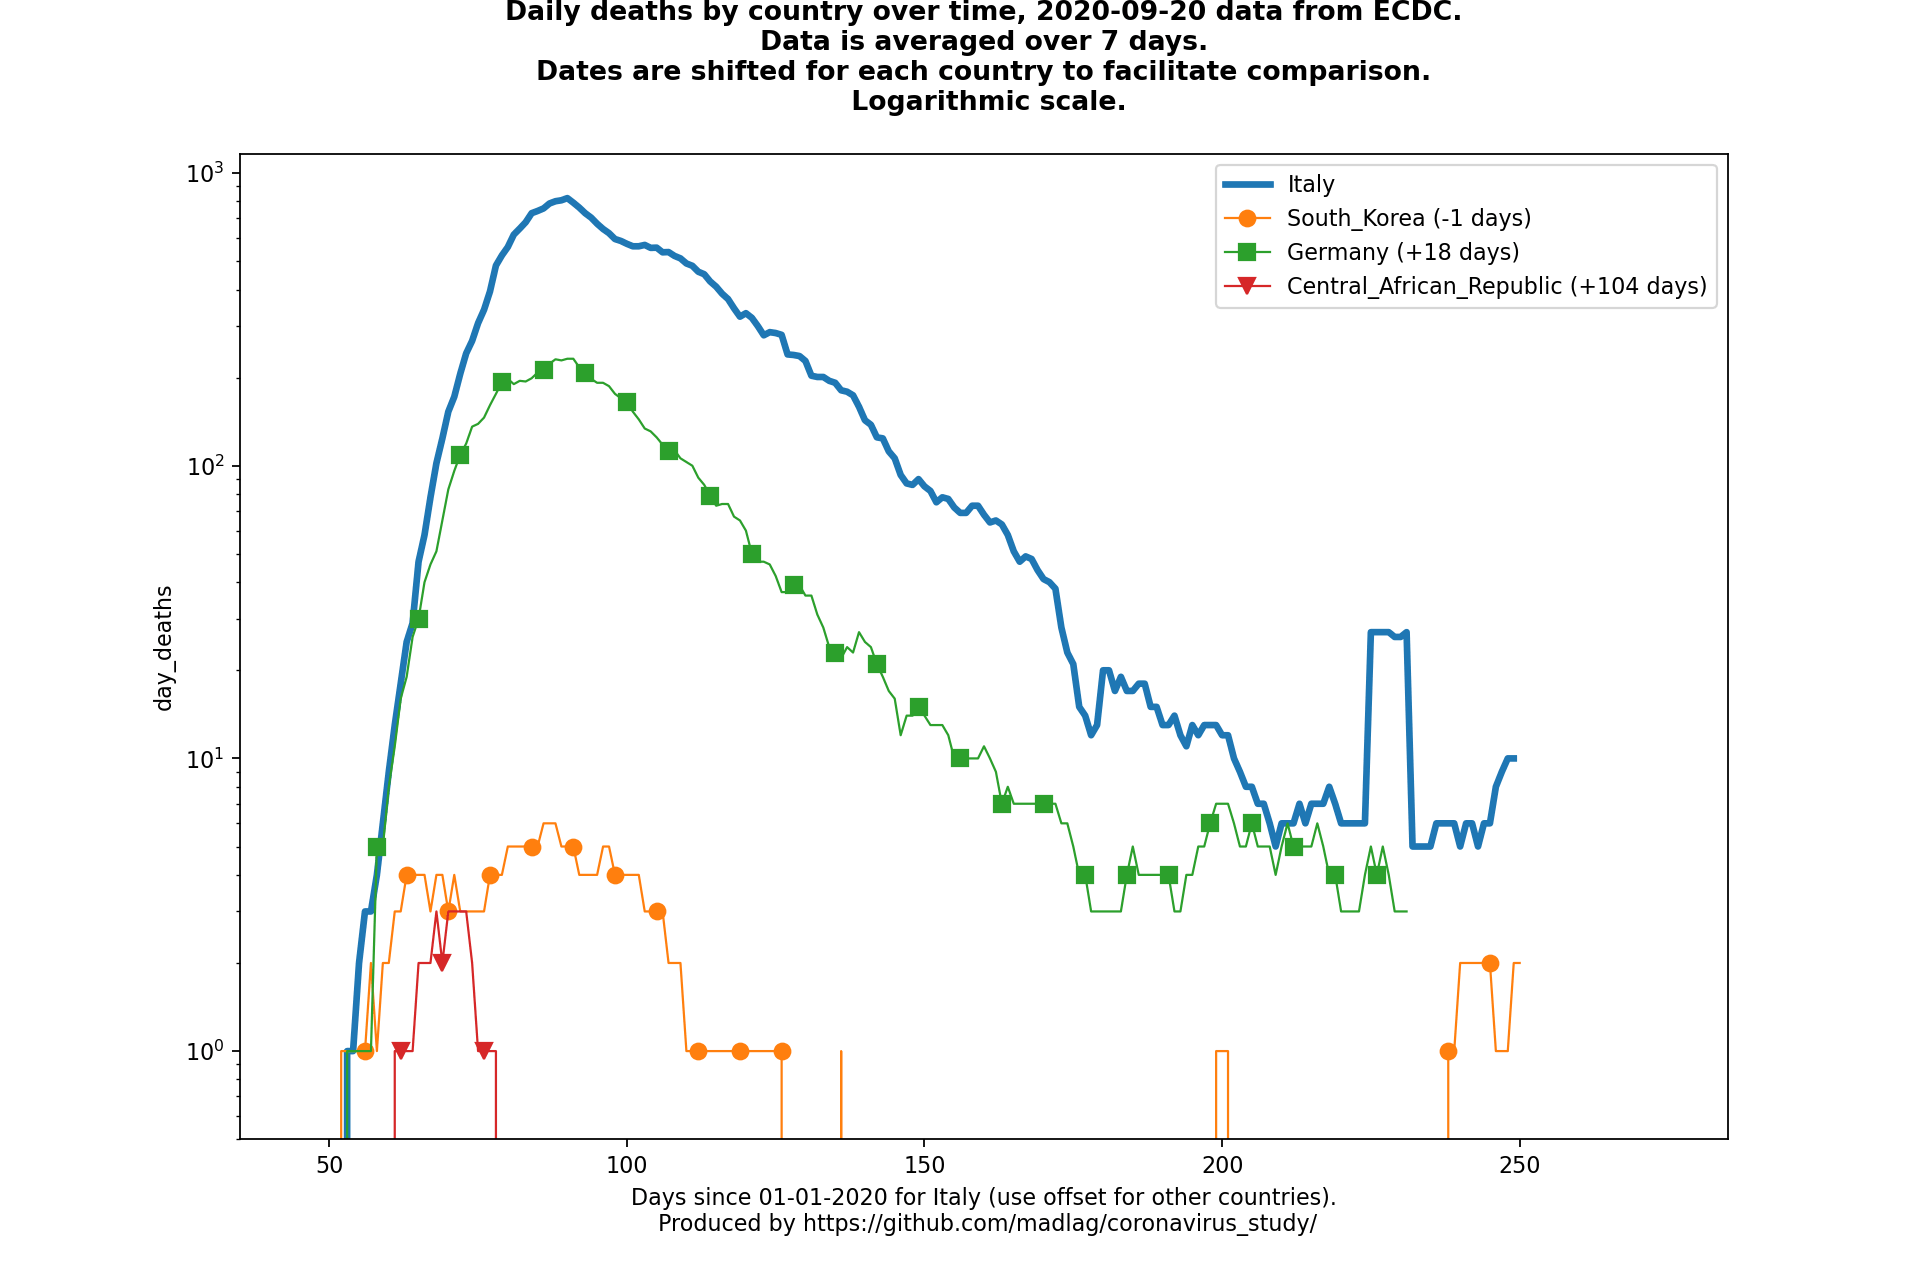 Daily deaths by country over time, 2020-09-20 data from ECDC.
Data is averaged over 7 days.
Dates are shifted for each country to facilitate comparison.
Logarithmic scale.
10³
Italy
South_Korea (-1 days)
Germany (+18 days)
Central_African_Republic (+104 days)
10²
day_deaths
10¹
10⁰
50 100 150 200 250
Days since 01-01-2020 for Italy (use offset for other countries).
Produced by https://github.com/madlag/coronavirus_study/